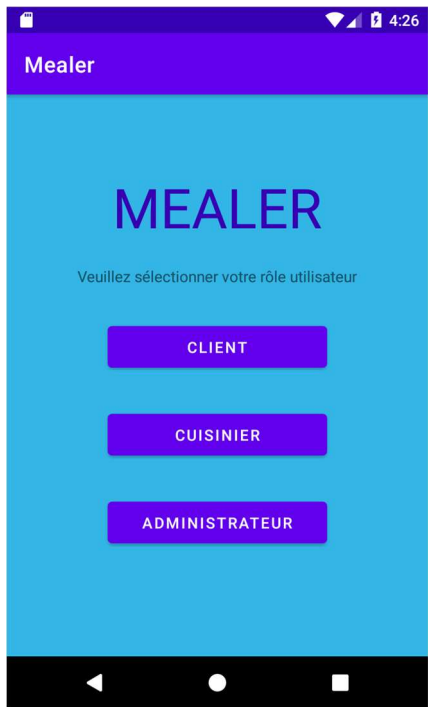 4:26
Mealer
MEALER
Veuillez sélectionner votre rôle utilisateur
CLIENT
CUISINIER
ADMINISTRATEUR